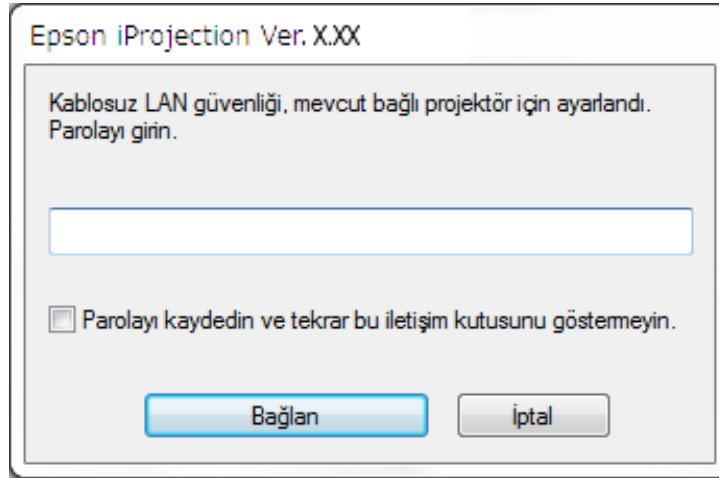 Epson iProjection Ver. X.XX
Kablosuz LAN güvenliği, mevcut bağlı projektör için ayarlandı.
Parolayı girin.
Parolayı kaydedin ve tekrar bu iletişim kutusunu göstermeyin.
Bağlan
İptal